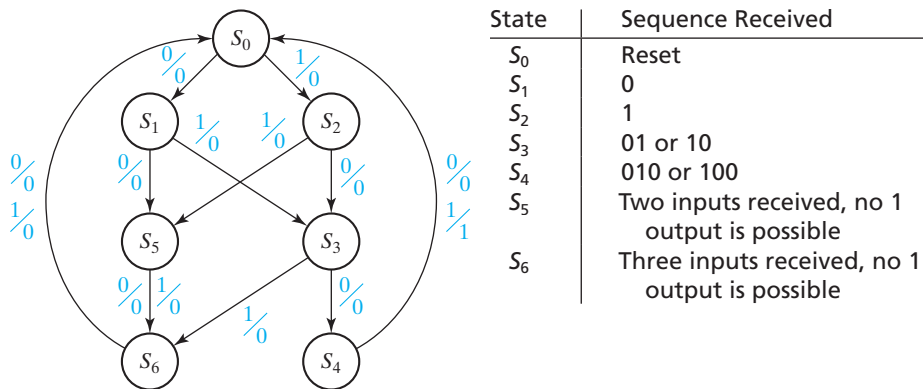 S0
0/0
1/0
S1
1/0
1/0
S2
0/0
1/0
0/0
0/0
0/0
1/1
S5
S3
0/0
1/0
1/0
0/0
S6
S4
State Sequence Received
S0 Reset
S1 0
S2 1
S3 01 or 10
S4 010 or 100
S5 Two inputs received, no 1
output is possible
S6 Three inputs received, no 1
output is possible